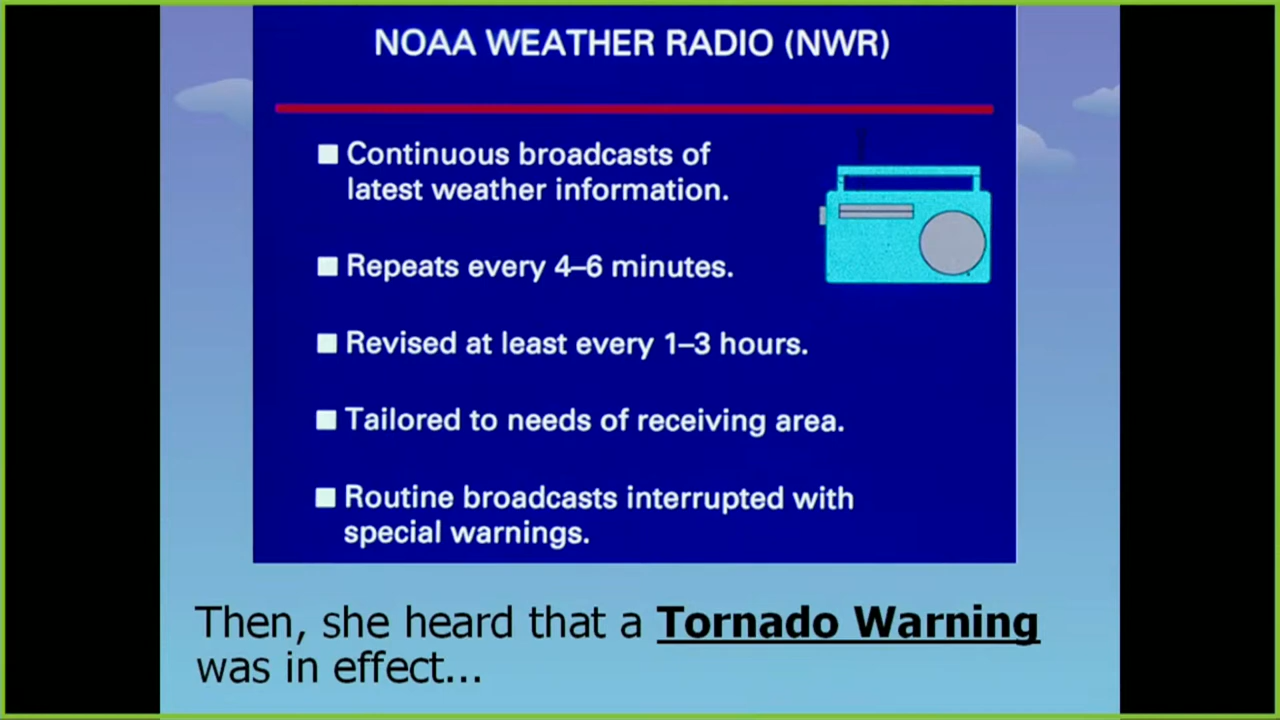 NOAA WEATHER RADIO (NWR)
■ Continuous broadcasts of
latest weather information.
■ Repeats every 4–6 minutes.
■ Revised at least every 1–3 hours.
■ Tailored to needs of receiving area.
■ Routine broadcasts interrupted with
special warnings.
Then, she heard that a Tornado Warning
was in effect...